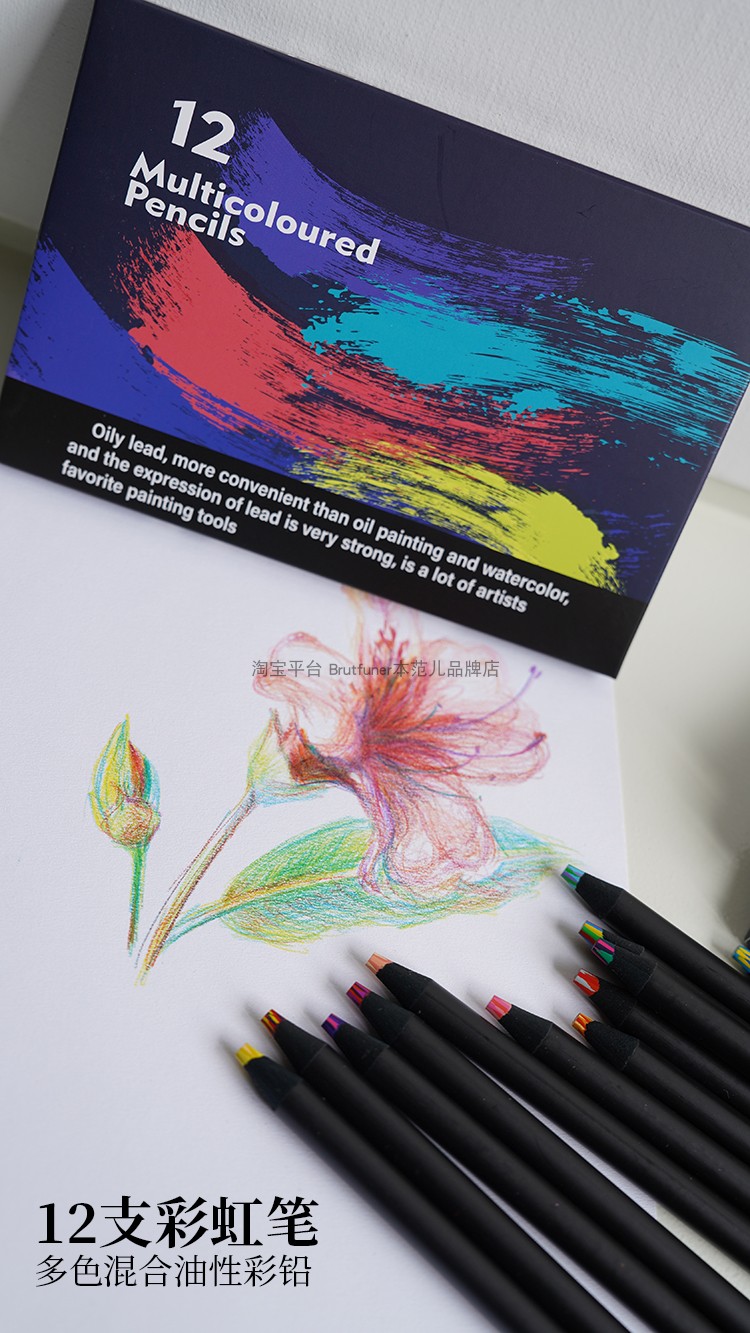 12
Multicoloured
Pencils
Oily lead, more convenient than oil painting and watercolor,
and the expression of lead is very strong, is a lot of artists
favorite painting tools
淘宝平台 Brutfuner本范儿品牌店
12支彩虹笔
多色混合油性彩铅